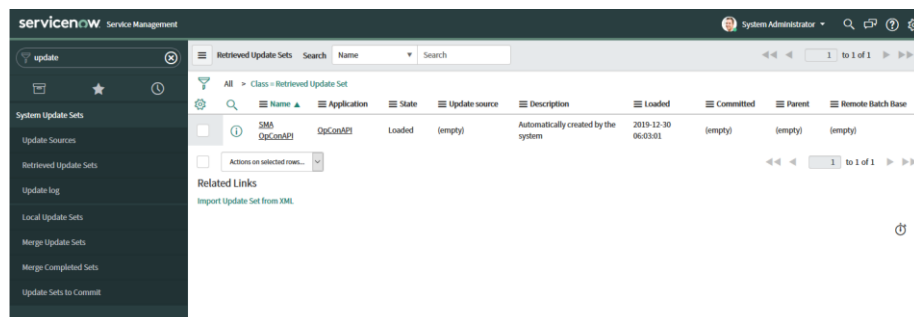 servicenow Service Management
System Administrator
update
Retrieved Update Sets Search Name Search
1 to 1 of 1
All > Class = Retrieved Update Set
Name Application State Update source Description Loaded Committed Parent Remote Batch Base
System Update Sets
SMA OpConAPI OpConAPI Loaded (empty) Automatically created by the system 2019-12-30 06:03:01 (empty) (empty) (empty)
Update Sources
Actions on selected rows...
1 to 1 of 1
Retrieved Update Sets
Related Links
Update log
Import Update Set from XML
Local Update Sets
Merge Update Sets
Merge Completed Sets
Update Sets to Commit